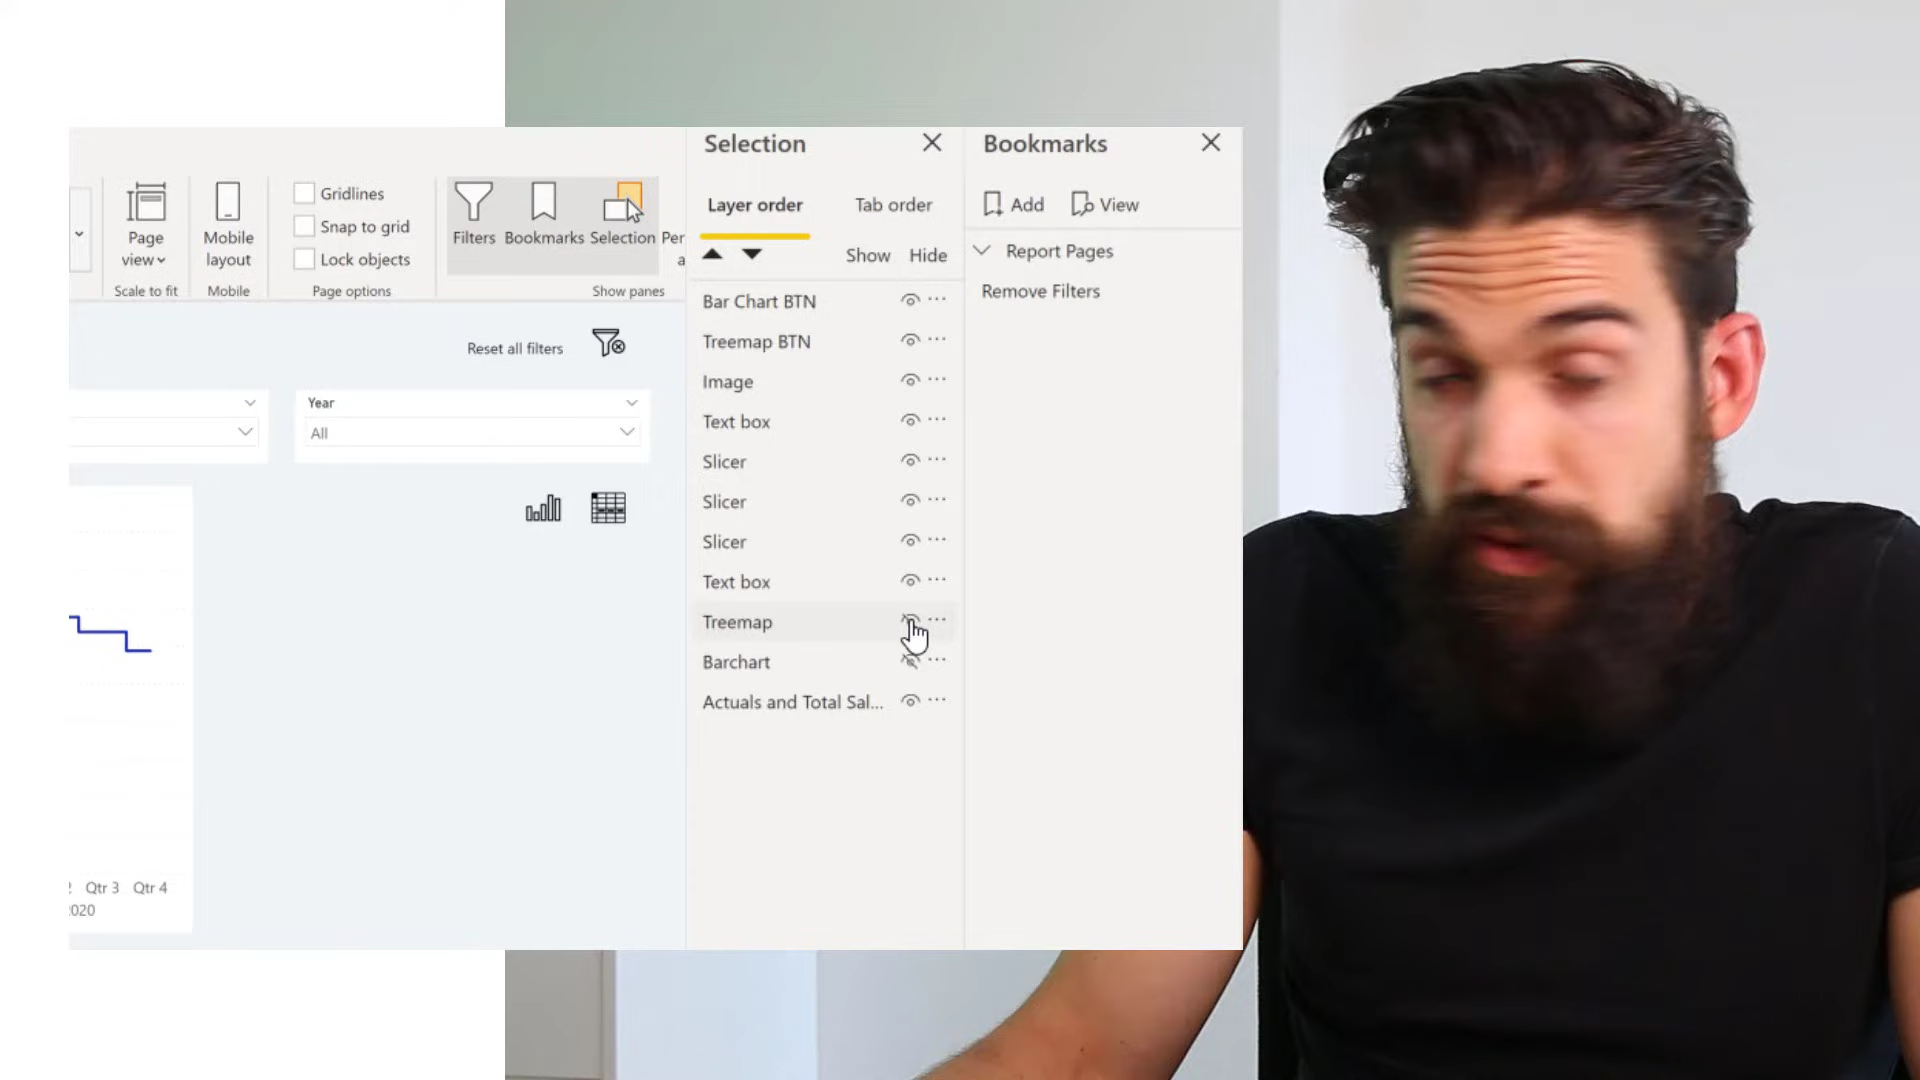 Selection
Bookmarks
Gridlines
Snap to grid
Lock objects
Page view
Mobile layout
Filters
Bookmarks
Selection
Per
a
Scale to fit
Mobile
Page options
Show panes
Layer order
Tab order
Show
Hide
Add
View
Report Pages
Remove Filters
Bar Chart BTN
Treemap BTN
Image
Text box
Slicer
Slicer
Slicer
Text box
Treemap
Barchart
Actuals and Total Sal...
Reset all filters
Year
All
Qtr 3
Qtr 4
020